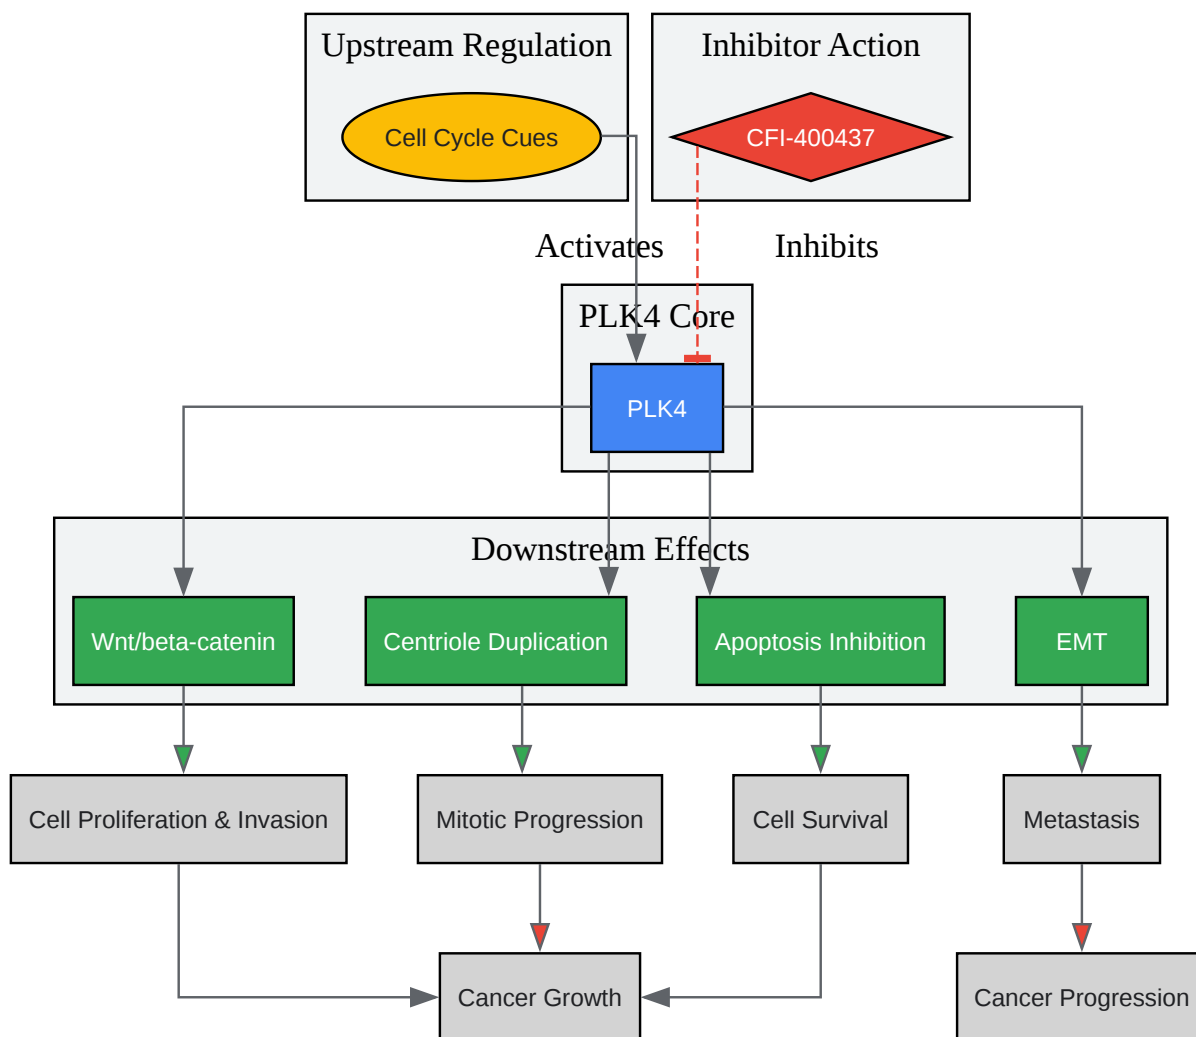 Upstream Regulation
Inhibitor Action
Cell Cycle Cues
CFI-400437
Activates
Inhibits
PLK4 Core
PLK4
Downstream Effects
Wnt/beta-catenin
Centriole Duplication
Apoptosis Inhibition
EMT
Cell Proliferation & Invasion
Mitotic Progression
Cell Survival
Metastasis
Cancer Growth
Cancer Progression